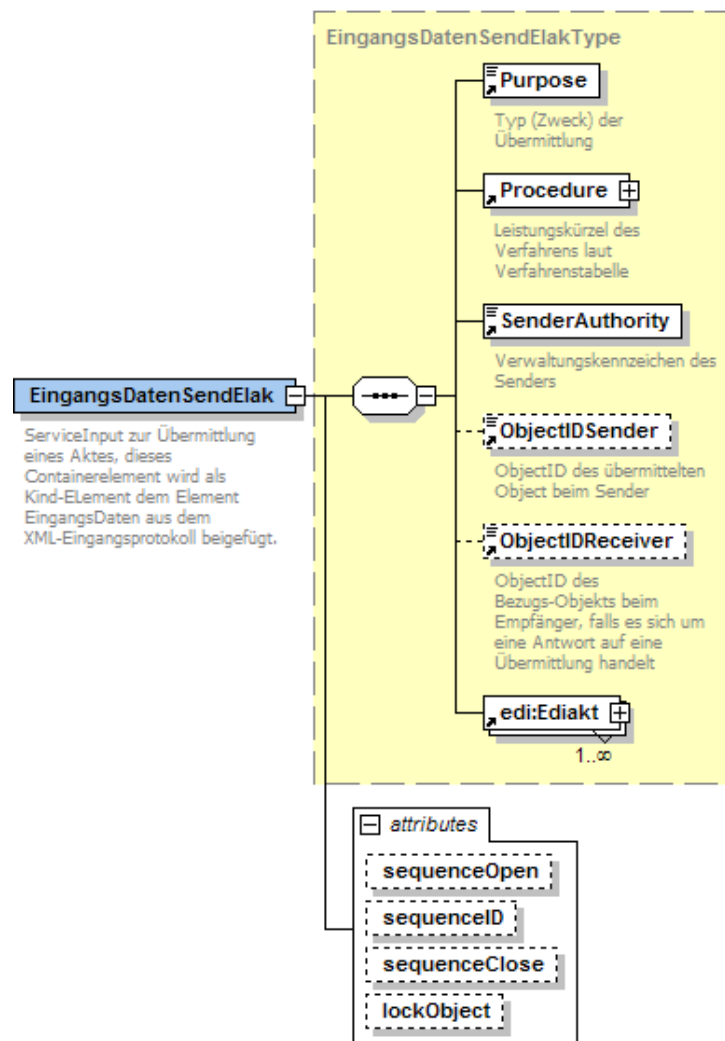 EingangsDatenSendElakType
Purpose
Typ (Zweck) der
Übermittlung
Procedure
Leistungskürzel des
Verfahrens laut
Verfahrenstabelle
SenderAuthority
Verwaltungskennzeichen des
Senders
EingangsDatenSendElak
ServiceInput zur Übermittlung
eines Aktes, dieses
Containerelement wird als
Kind-ELement dem Element
EingangsDaten aus dem
XML-Eingangsprotokoll beigefügt.
ObjectIDSender
ObjectID des übermittelten
Object beim Sender
ObjectIDReceiver
ObjectID des
Bezugs-Objekts beim
Empfänger, falls es sich um
eine Antwort auf eine
Übermittlung handelt
edi:Ediakt
1..∞
attributes
sequenceOpen
sequenceID
sequenceClose
lockObject